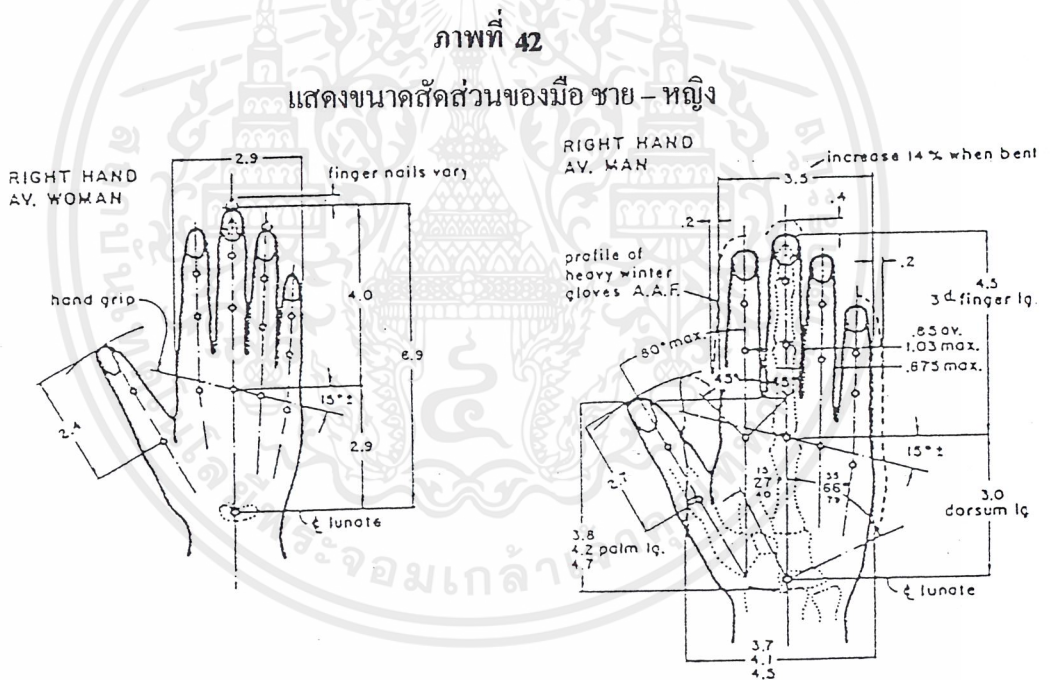 ภาพที่ 42
แสดงขนาดสัดส่วนของมือ ชาย – หญิง
RIGHT HAND
AV. WOMAN
2.9
finger nails vary
hand grip
4.0
6.9
15°±
2.9
2.4
¢ lunate
RIGHT HAND
AV. MAN
increase 14% when bent
3.5
.4
.2
.2
profile of
heavy winter
gloves A.A.F.
4.5
3d finger lg.
.85 av.
1.03 max.
.875 max.
80° max.
45°
15°±
2.7
27°
40
66°
3.0
dorsum lg
3.8
4.2 palm lg.
4.7
¢ lunate
3.7
4.1
4.5